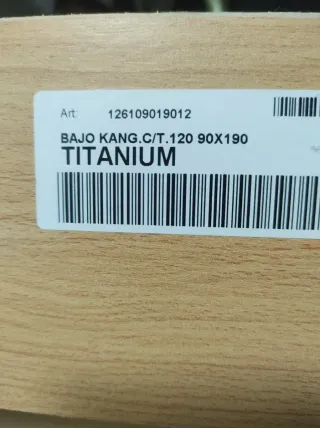 Art: 126109019012
BAJO KANG.C/T.120 90X190
TITANIUM